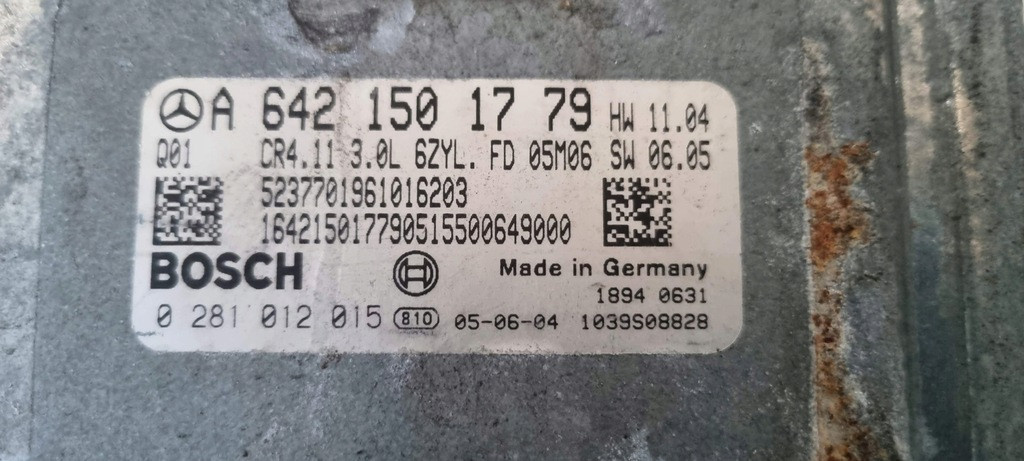 A 642 150 17 79 HW 11.04
Q01 CR4.11 3.0L 6ZYL. FD 05M06 SW 06.05
5237701961016203
164215017790515500649000
BOSCH Made in Germany
1894 0631
0 281 012 015 810 05-06-04 1039S08828